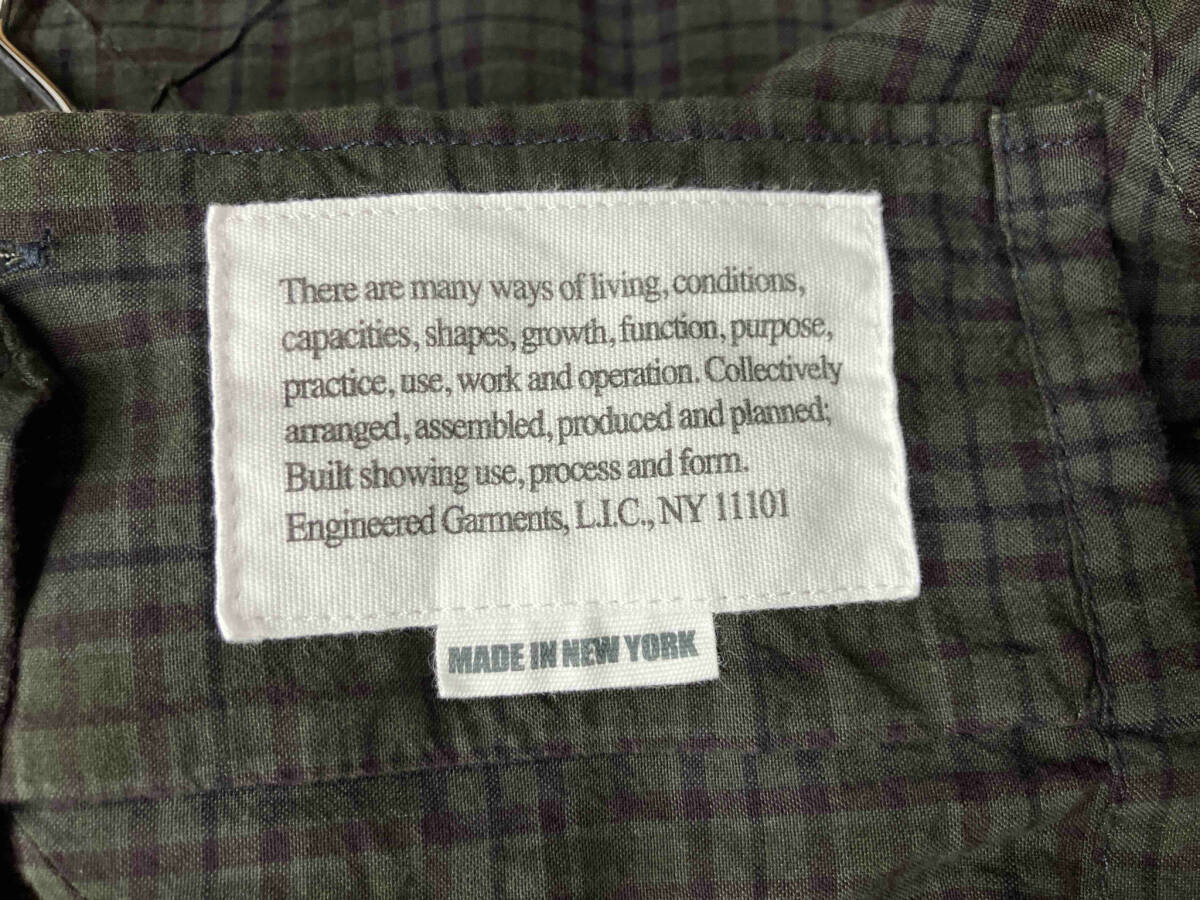 There are many ways of living, conditions,
capacities, shapes, growth, function, purpose,
practice, use, work and operation. Collectively
arranged, assembled, produced and planned;
Built showing use, process and form.
Engineered Garments, L.I.C., NY 11101
MADE IN NEW YORK